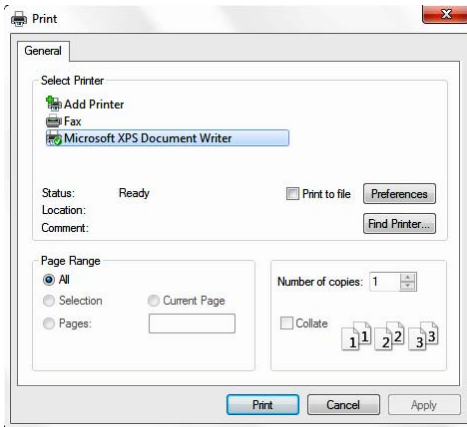 Print
X
General
Select Printer
Add Printer
Fax
Microsoft XPS Document Writer
Status: Ready
Print to file
Preferences
Location:
Comment:
Find Printer...
Page Range
All
Selection
Current Page
Pages:
Number of copies: 1
Collate
1 1 2 2 3 3
Print
Cancel
Apply